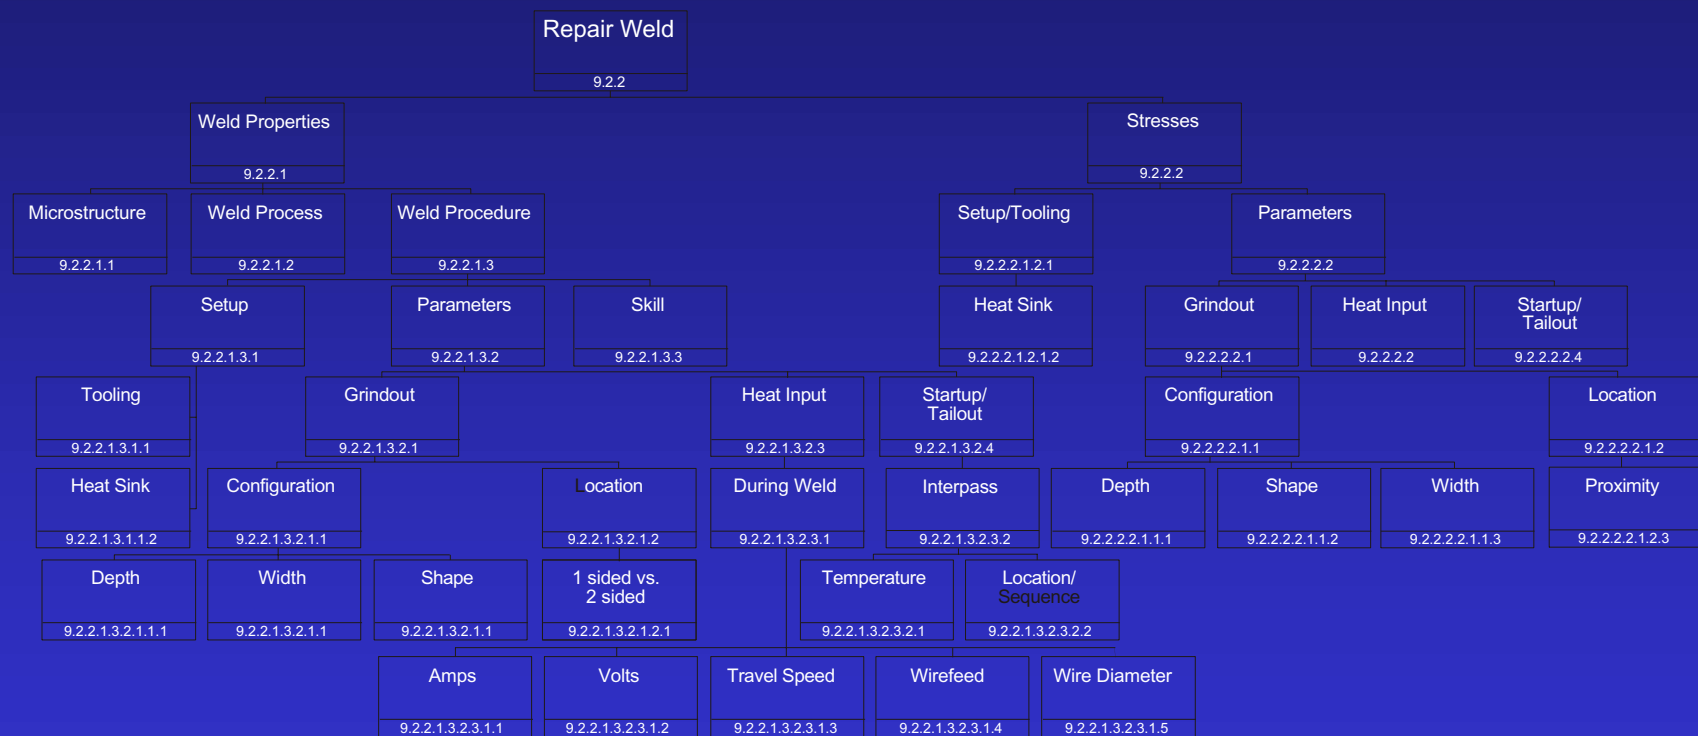 Repair Weld
9.2.2
Weld Properties
9.2.2.1
Stresses
9.2.2.2
Microstructure
9.2.2.1.1
Weld Process
9.2.2.1.2
Weld Procedure
9.2.2.1.3
Setup/Tooling
9.2.2.2.1.2.1
Parameters
9.2.2.2.2
Setup
9.2.2.1.3.1
Parameters
9.2.2.1.3.2
Skill
9.2.2.1.3.3
Heat Sink
9.2.2.2.1.2.1.2
Grindout
9.2.2.2.2.1
Heat Input
9.2.2.2.2
Startup/
Tailout
9.2.2.2.2.4
Tooling
9.2.2.1.3.1.1
Grindout
9.2.2.1.3.2.1
Heat Input
9.2.2.1.3.2.3
Startup/
Tailout
9.2.2.1.3.2.4
Configuration
9.2.2.2.2.1.1
Location
9.2.2.2.2.1.2
Heat Sink
9.2.2.1.3.1.1.2
Configuration
9.2.2.1.3.2.1.1
Location
9.2.2.1.3.2.1.2
During Weld
9.2.2.1.3.2.3.1
Interpass
9.2.2.1.3.2.3.2
Depth
9.2.2.2.2.1.1.1
Shape
9.2.2.2.2.1.1.2
Width
9.2.2.2.2.1.1.3
Proximity
9.2.2.2.2.1.2.3
Depth
9.2.2.1.3.2.1.1.1
Width
9.2.2.1.3.2.1.1
Shape
9.2.2.1.3.2.1.1
1 sided vs.
2 sided
9.2.2.1.3.2.1.2.1
Temperature
9.2.2.1.3.2.3.2.1
Location/
Sequence
9.2.2.1.3.2.3.2.2
Amps
9.2.2.1.3.2.3.1.1
Volts
9.2.2.1.3.2.3.1.2
Travel Speed
9.2.2.1.3.2.3.1.3
Wirefeed
9.2.2.1.3.2.3.1.4
Wire Diameter
9.2.2.1.3.2.3.1.5